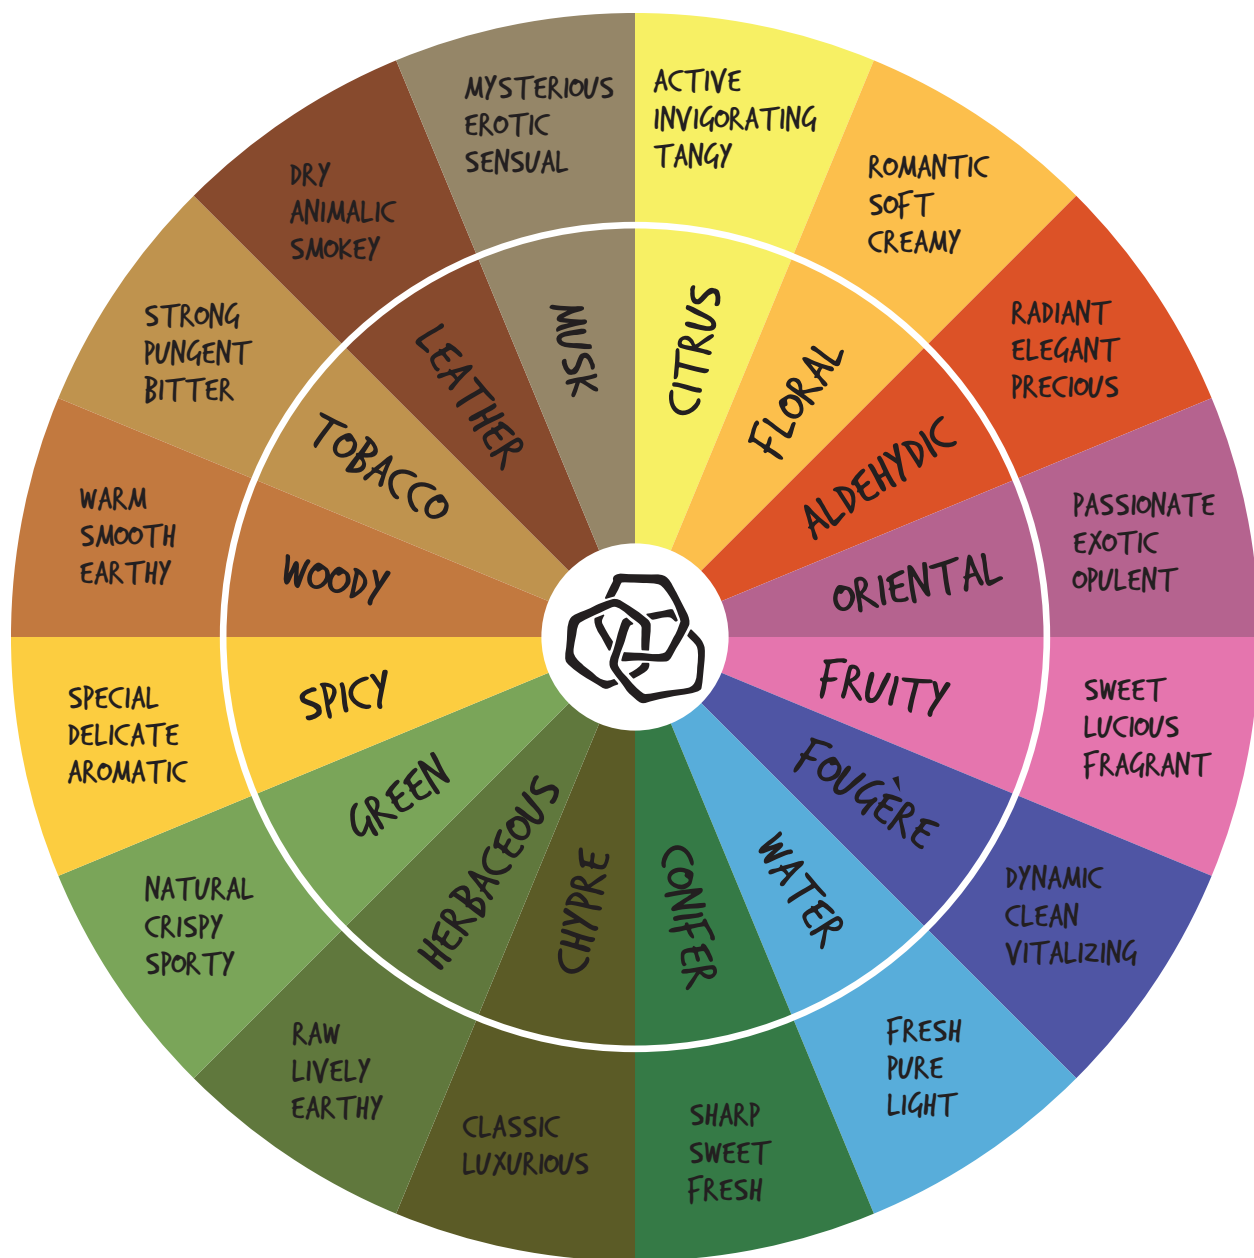 ACTIVE
INVIGORATING
TANGY
CITRUS
ROMANTIC
SOFT
CREAMY
FLORAL
RADIANT
ELEGANT
PRECIOUS
ALDEHYDIC
PASSIONATE
EXOTIC
OPULENT
ORIENTAL
SWEET
LUCIOUS
FRAGRANT
FRUITY
DYNAMIC
CLEAN
VITALIZING
FOUGÈRE
FRESH
PURE
LIGHT
WATER
SHARP
SWEET
FRESH
CONIFER
CLASSIC
LUXURIOUS
CHYPRE
RAW
LIVELY
EARTHY
HERBACEOUS
NATURAL
CRISPY
SPORTY
GREEN
SPECIAL
DELICATE
AROMATIC
SPICY
WARM
SMOOTH
EARTHY
WOODY
STRONG
PUNGENT
BITTER
TOBACCO
DRY
ANIMALIC
SMOKEY
LEATHER
MYSTERIOUS
EROTIC
SENSUAL
MUSK